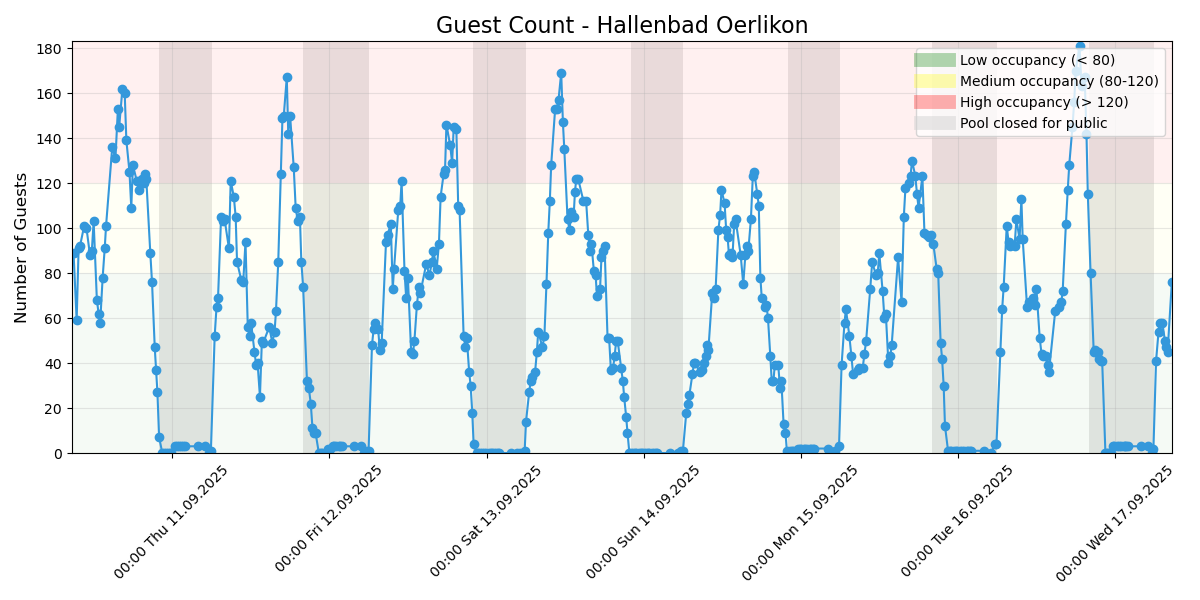 Guest Count - Hallenbad Oerlikon
Number of Guests
180
160
140
120
100
80
60
40
20
0
Low occupancy (< 80)
Medium occupancy (80-120)
High occupancy (> 120)
Pool closed for public
00:00 Thu 11.09.2025
00:00 Fri 12.09.2025
00:00 Sat 13.09.2025
00:00 Sun 14.09.2025
00:00 Mon 15.09.2025
00:00 Tue 16.09.2025
00:00 Wed 17.09.2025